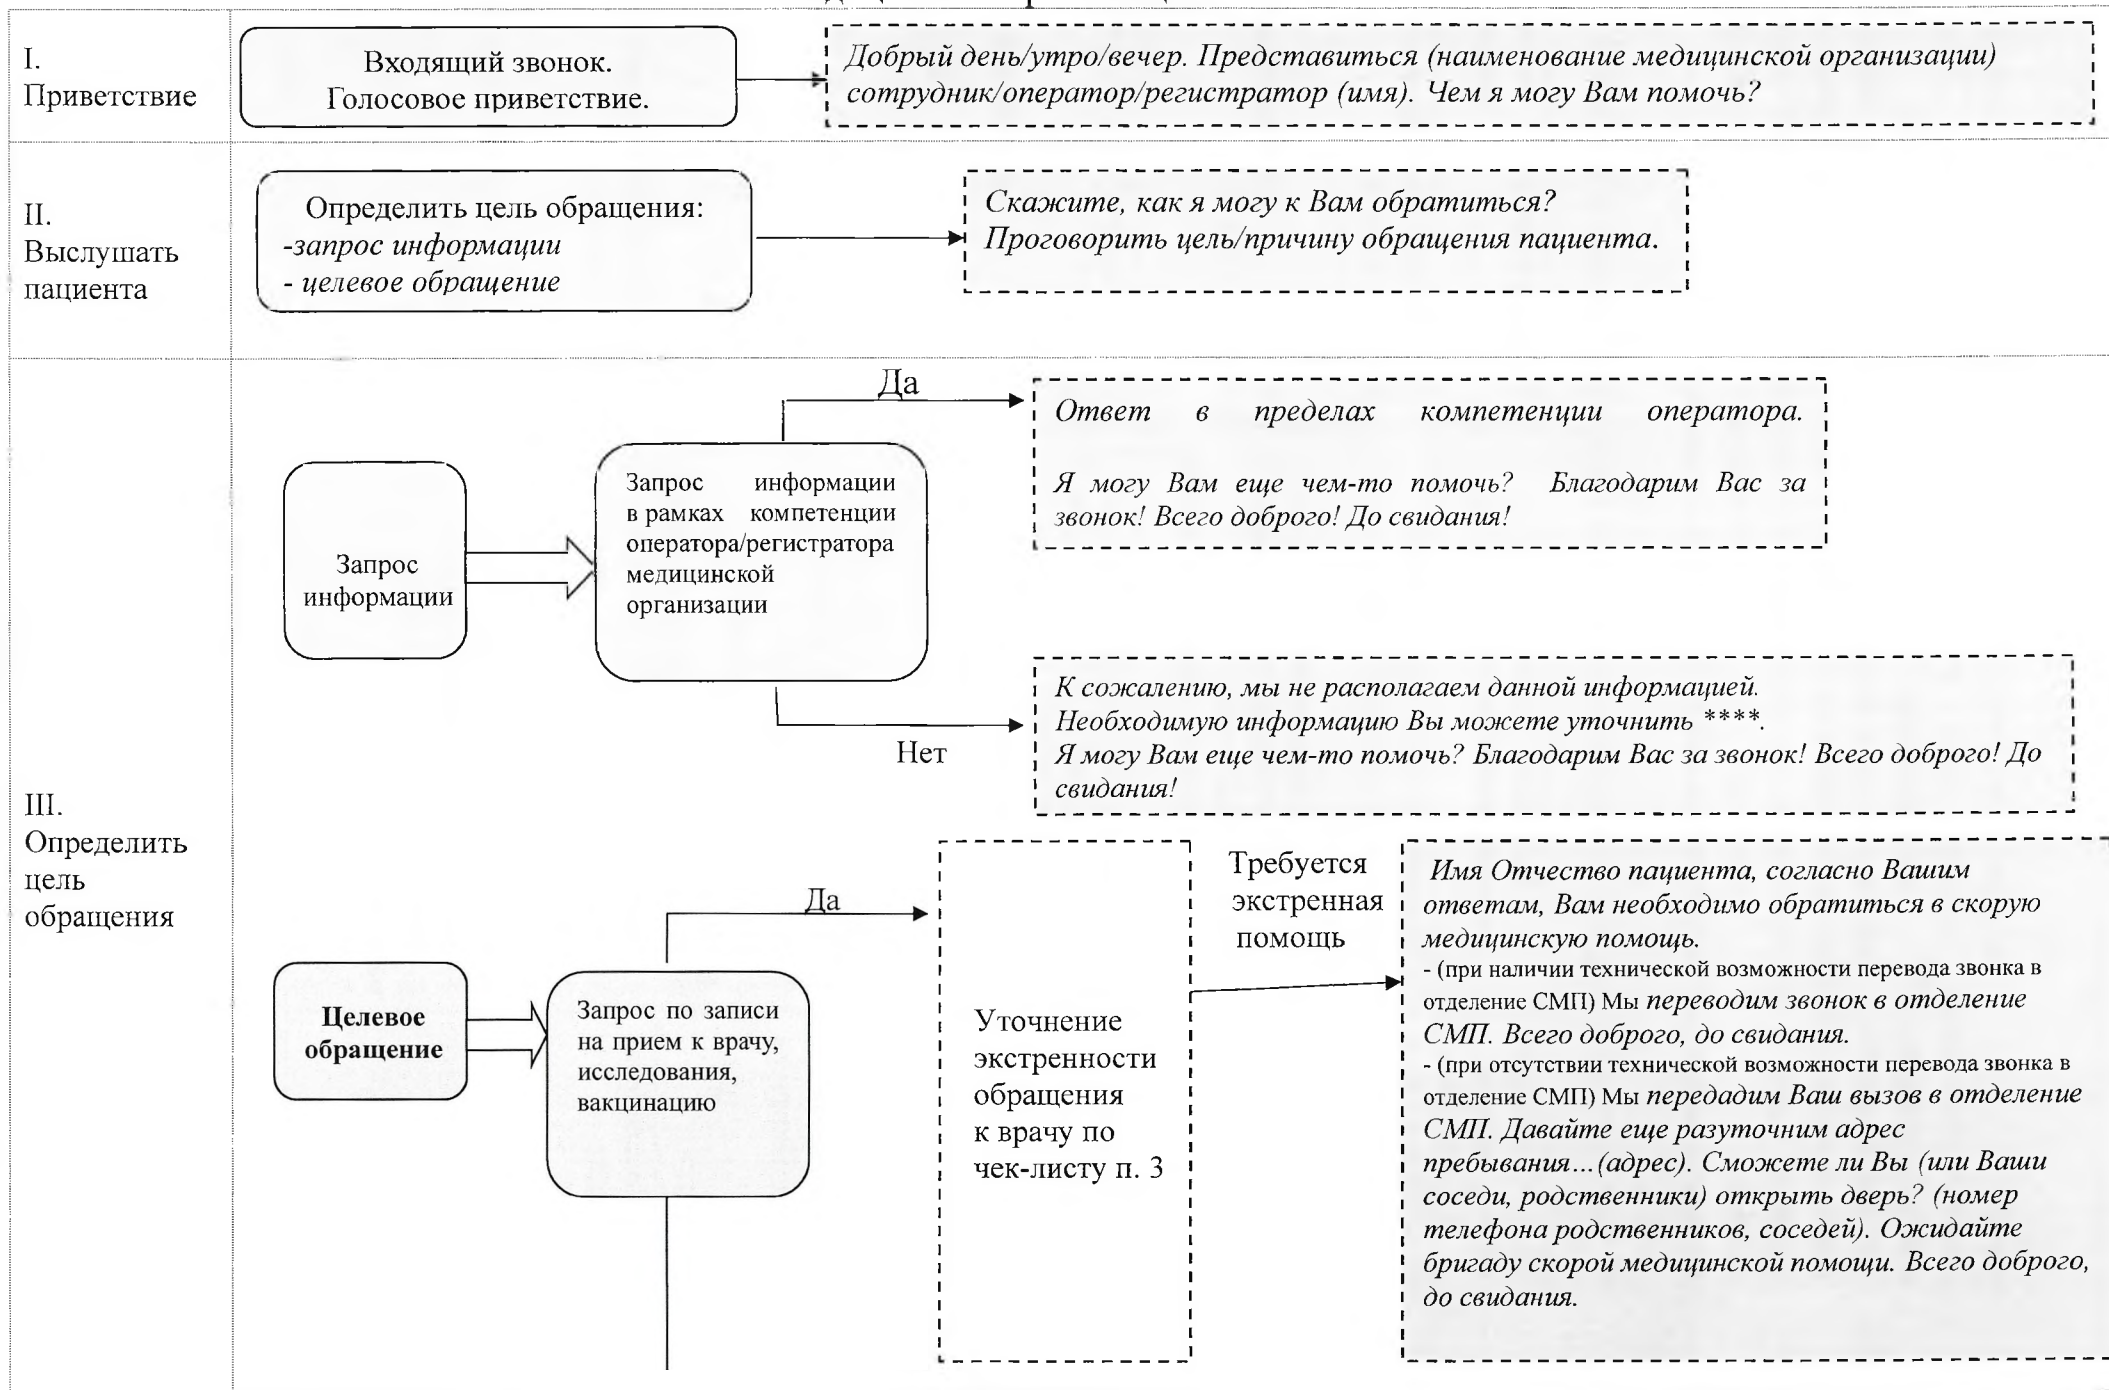 I.
Приветствие
Входящий звонок.
Голосовое приветствие.
Добрый день/утро/вечер. Представиться (наименование медицинской организации)
сотрудник/оператор/регистратор (имя). Чем я могу Вам помочь?
II.
Выслушать
пациента
Определить цель обращения:
-запрос информации
- целевое обращение
Скажите, как я могу к Вам обратиться?
Проговорить цель/причину обращения пациента.
III.
Определить
цель
обращения
Запрос
информации
Запрос информации
в рамках компетенции
оператора/регистратора
медицинской
организации
Да
Ответ в пределах компетенции оператора.
Я могу Вам еще чем-то помочь? Благодарим Вас за
звонок! Всего доброго! До свидания!
Нет
К сожалению, мы не располагаем данной информацией.
Необходимую информацию Вы можете уточнить ****.
Я могу Вам еще чем-то помочь? Благодарим Вас за звонок! Всего доброго! До
свидания!
Целевое
обращение
Запрос по записи
на прием к врачу,
исследования,
вакцинацию
Да
Уточнение
экстренности
обращения
к врачу по
чек-листу п. 3
Требуется
экстренная
помощь
Имя Отчество пациента, согласно Вашим
ответам, Вам необходимо обратиться в скорую
медицинскую помощь.
- (при наличии технической возможности перевода звонка в
отделение СМП) Мы переводим звонок в отделение
СМП. Всего доброго, до свидания.
- (при отсутствии технической возможности перевода звонка в
отделение СМП) Мы передадим Ваш вызов в отделение
СМП. Давайте еще разуточним адрес
пребывания...(адрес). Сможете ли Вы (или Ваши
соседи, родственники) открыть дверь? (номер
телефона родственников, соседей). Ожидайте
бригаду скорой медицинской помощи. Всего доброго,
до свидания.